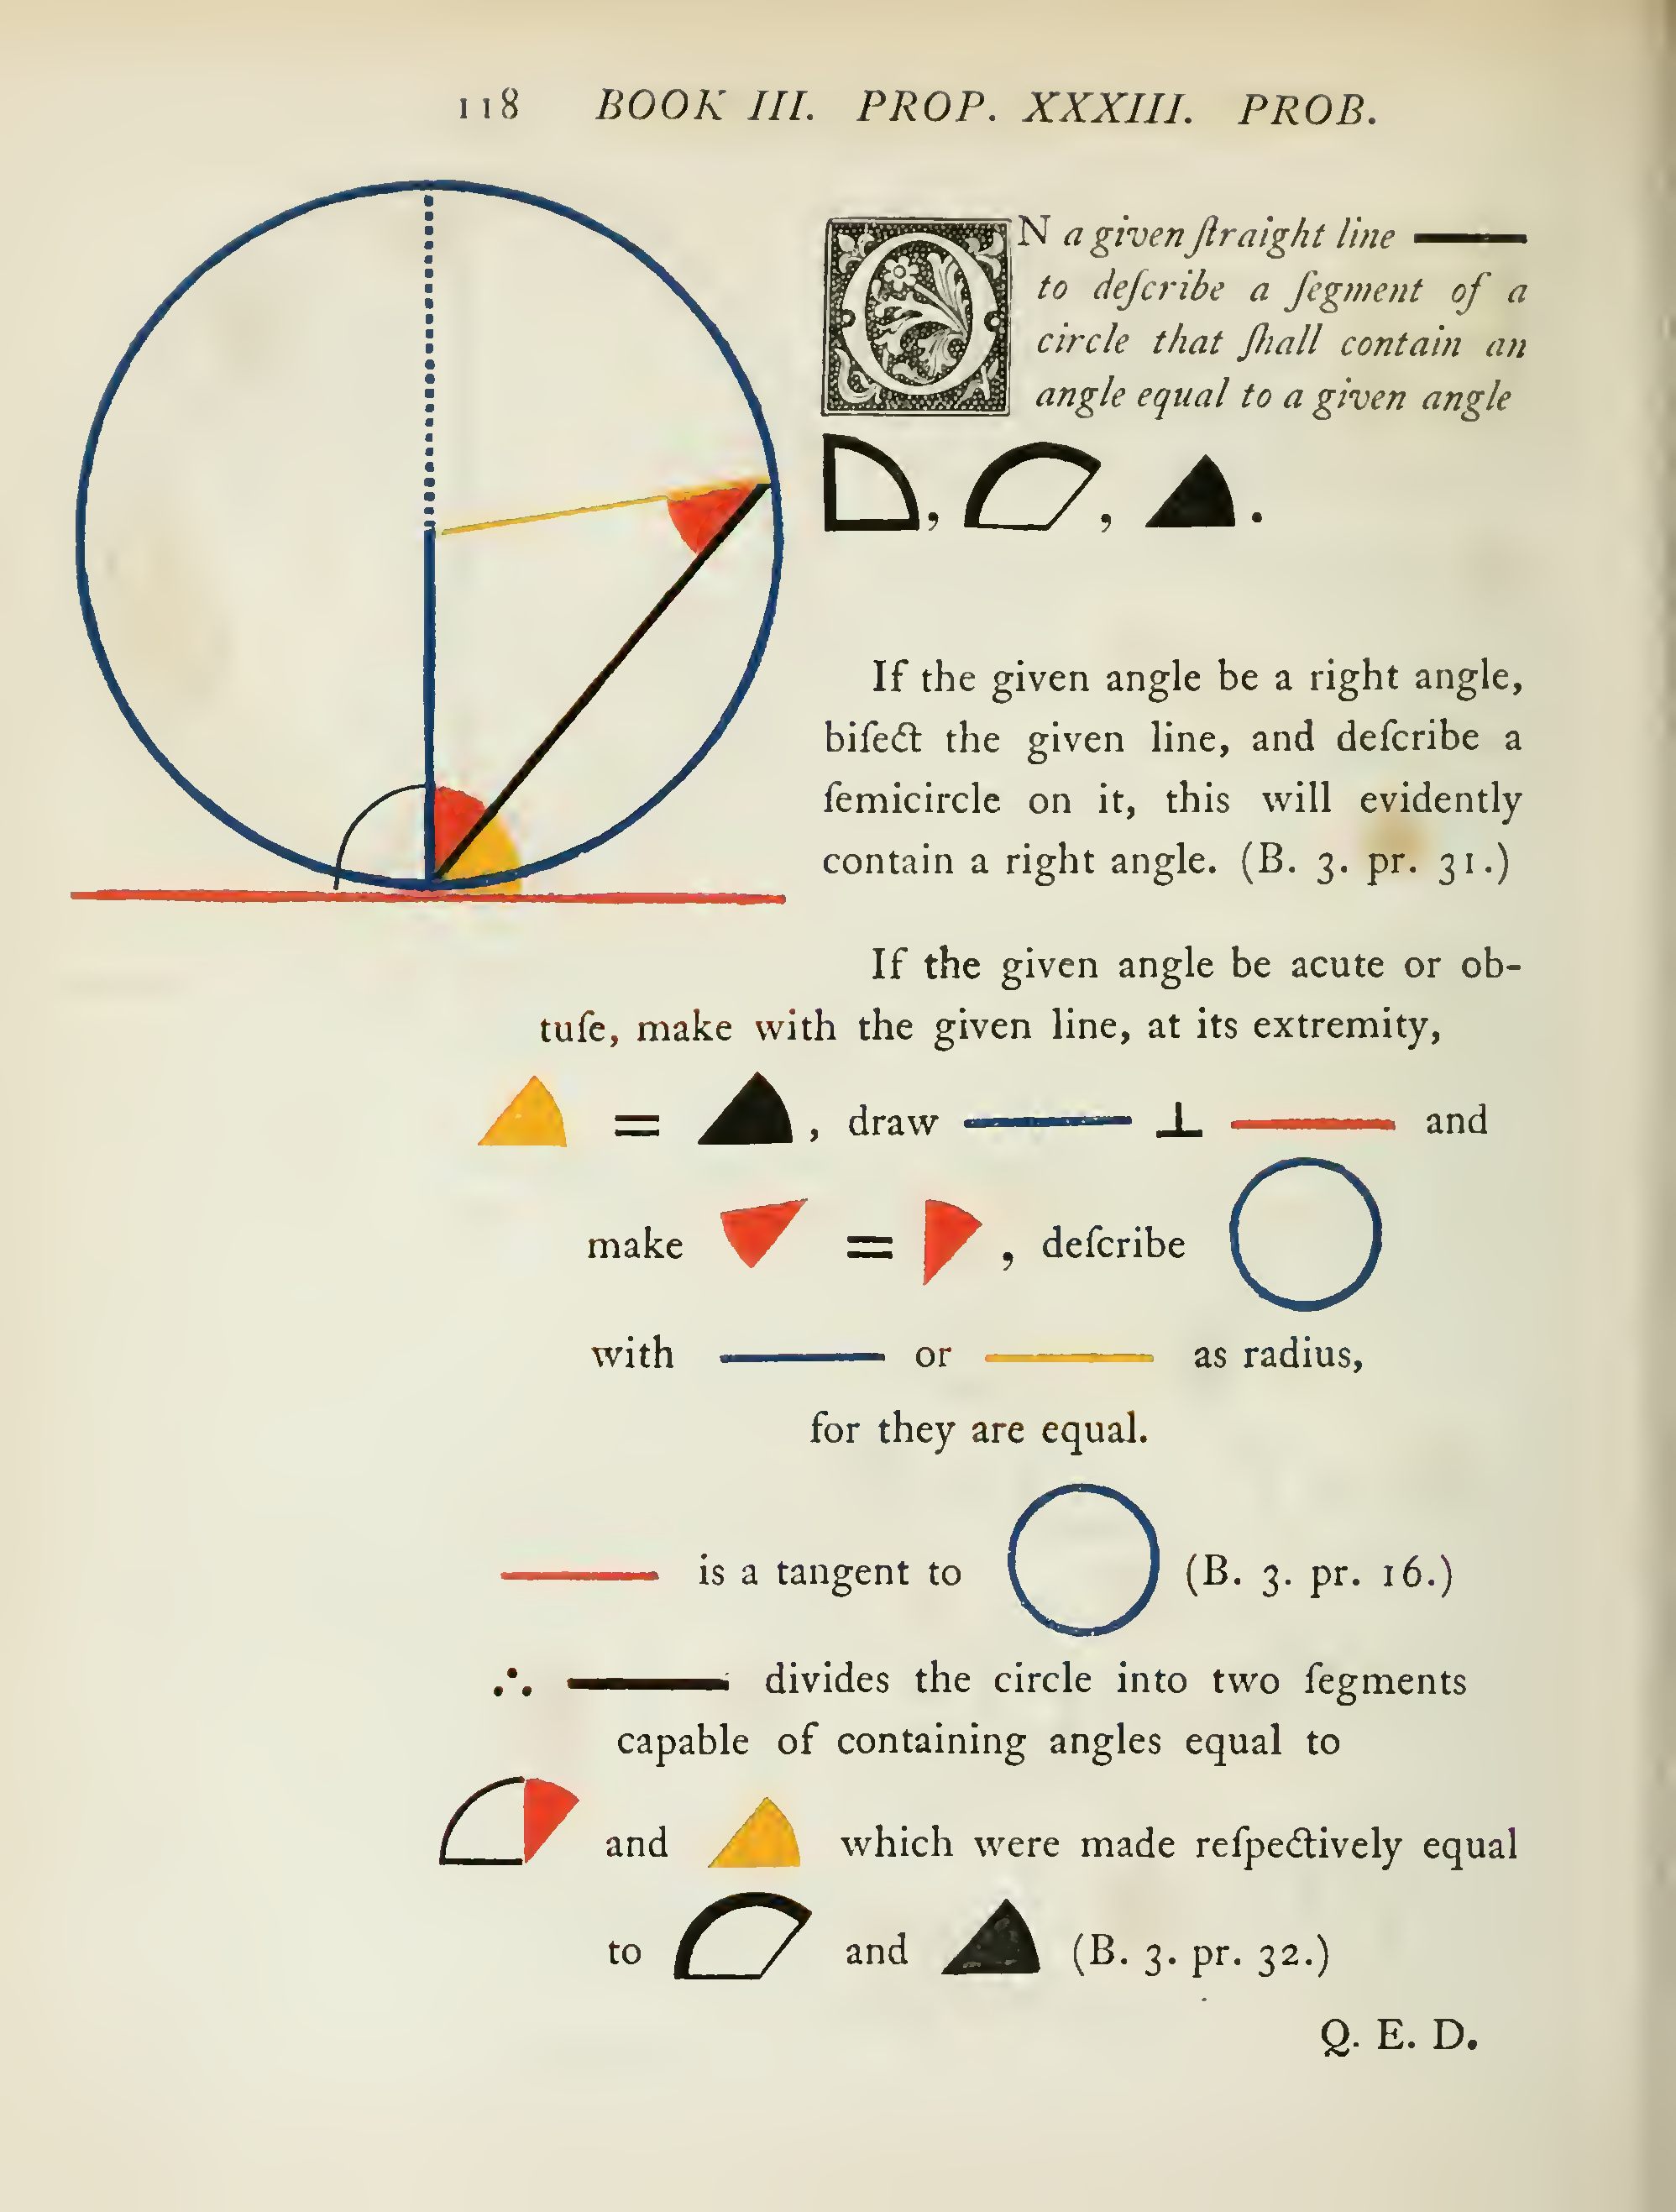 118 BOOK III. PROP. XXXIII. PROB.
ON a given ſtraight line
to deſcribe a ſegment of a
circle that ſhall contain an
angle equal to a given angle
, , .
If the given angle be a right angle,
biſect the given line, and deſcribe a
ſemicircle on it, this will evidently
contain a right angle. (B. 3. pr. 31.)
If the given angle be acute or ob-
tuſe, make with the given line, at its extremity,
= , draw ⊥ and
make = , deſcribe
with or as radius,
for they are equal.
is a tangent to (B. 3. pr. 16.)
∴ divides the circle into two ſegments
capable of containing angles equal to
and which were made reſpectively equal
to and (B. 3. pr. 32.)
Q. E. D.